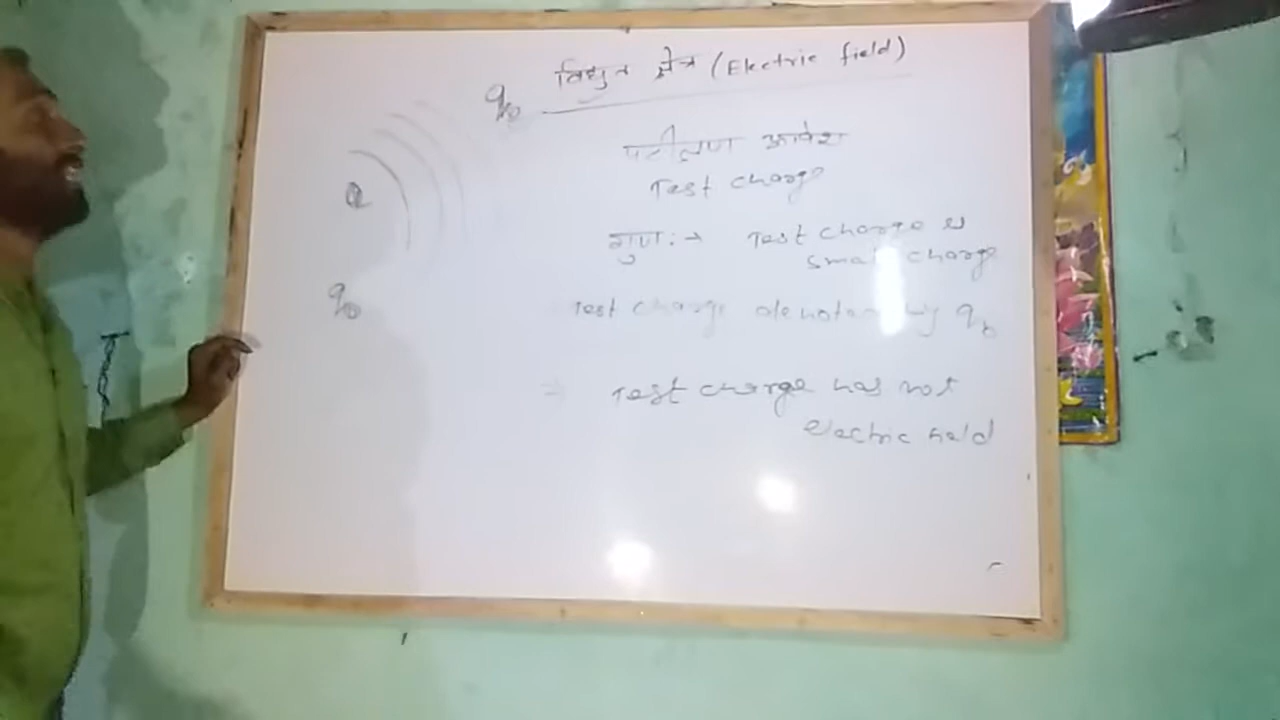 विद्युत क्षेत्र (Electric field)
q₀
परीक्षण आवेश
Test charge
Q
गुण :→ Test charge is
small charge
q₀
Test charge denoted by q₀
⇒ Test charge has not
electric field